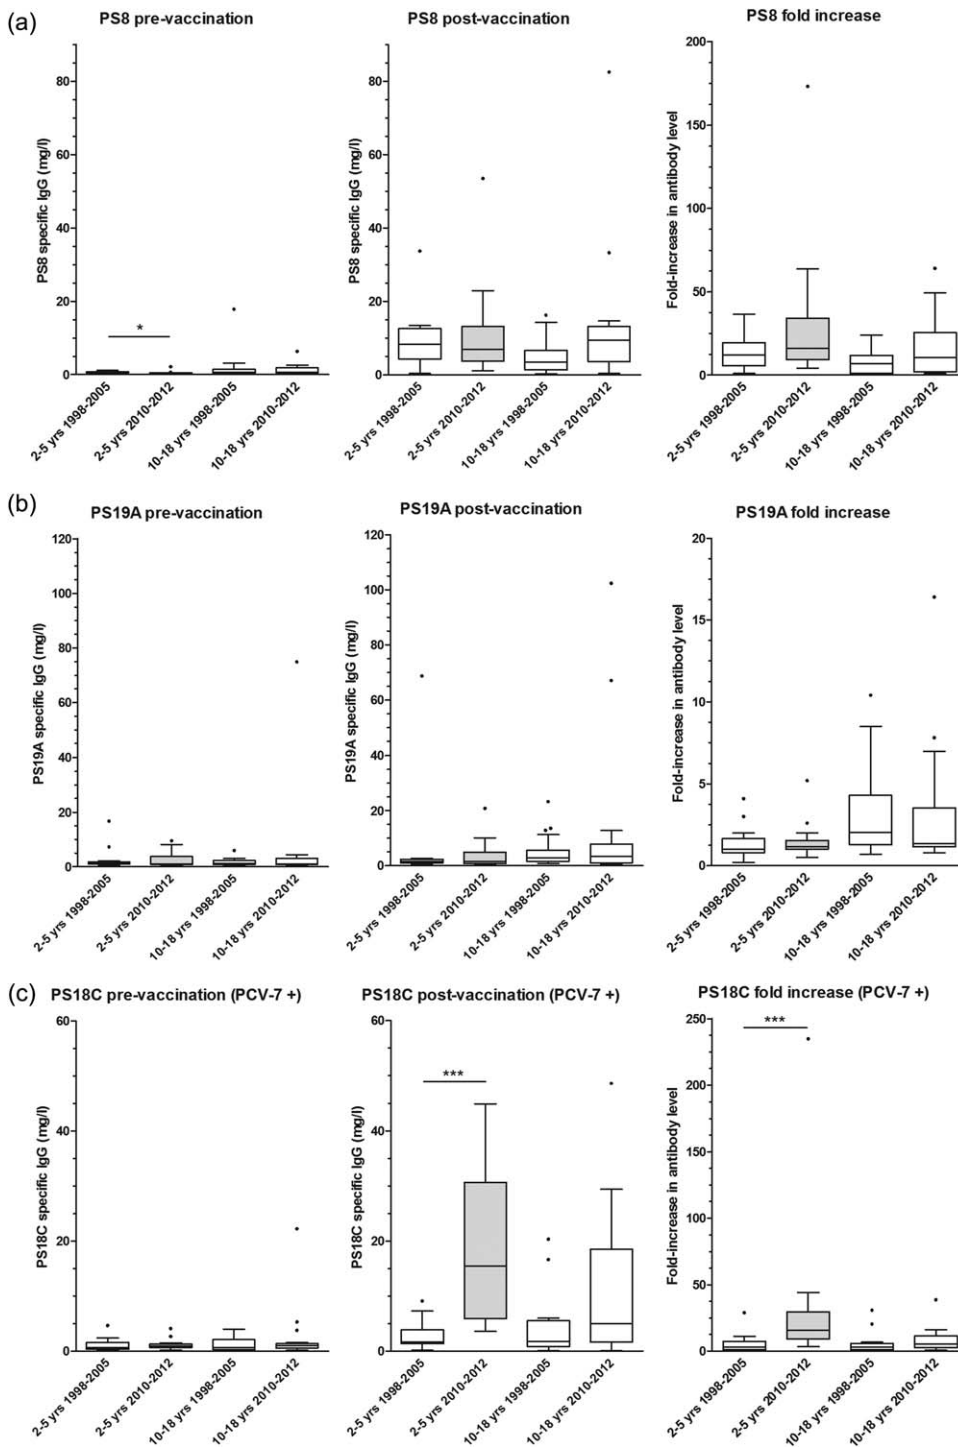 (a)
PS8 pre-vaccination
PS8 specific IgG (mg/l)
80
60
40
20
0
*
2-5 yrs 1998-2005
2-5 yrs 2010-2012
10-18 yrs 1998-2005
10-18 yrs 2010-2012
PS8 post-vaccination
PS8 specific IgG (mg/l)
80
60
40
20
0
2-5 yrs 1998-2005
2-5 yrs 2010-2012
10-18 yrs 1998-2005
10-18 yrs 2010-2012
PS8 fold increase
Fold-increase in antibody level
200
150
100
50
0
2-5 yrs 1998-2005
2-5 yrs 2010-2012
10-18 yrs 1998-2005
10-18 yrs 2010-2012
(b)
PS19A pre-vaccination
PS19A specific IgG (mg/l)
120
100
80
60
40
20
0
2-5 yrs 1998-2005
2-5 yrs 2010-2012
10-18 yrs 1998-2005
10-18 yrs 2010-2012
PS19A post-vaccination
PS19A specific IgG (mg/l)
120
100
80
60
40
20
0
2-5 yrs 1998-2005
2-5 yrs 2010-2012
10-18 yrs 1998-2005
10-18 yrs 2010-2012
PS19A fold increase
Fold-increase in antibody level
20
15
10
5
0
2-5 yrs 1998-2005
2-5 yrs 2010-2012
10-18 yrs 1998-2005
10-18 yrs 2010-2012
(c)
PS18C pre-vaccination (PCV-7 +)
PS18C specific IgG (mg/l)
60
40
20
0
2-5 yrs 1998-2005
2-5 yrs 2010-2012
10-18 yrs 1998-2005
10-18 yrs 2010-2012
PS18C post-vaccination (PCV-7 +)
PS18C specific IgG (mg/l)
60
40
20
0
***
2-5 yrs 1998-2005
2-5 yrs 2010-2012
10-18 yrs 1998-2005
10-18 yrs 2010-2012
PS18C fold increase (PCV-7 +)
Fold-increase in antibody level
250
200
150
100
50
0
***
2-5 yrs 1998-2005
2-5 yrs 2010-2012
10-18 yrs 1998-2005
10-18 yrs 2010-2012